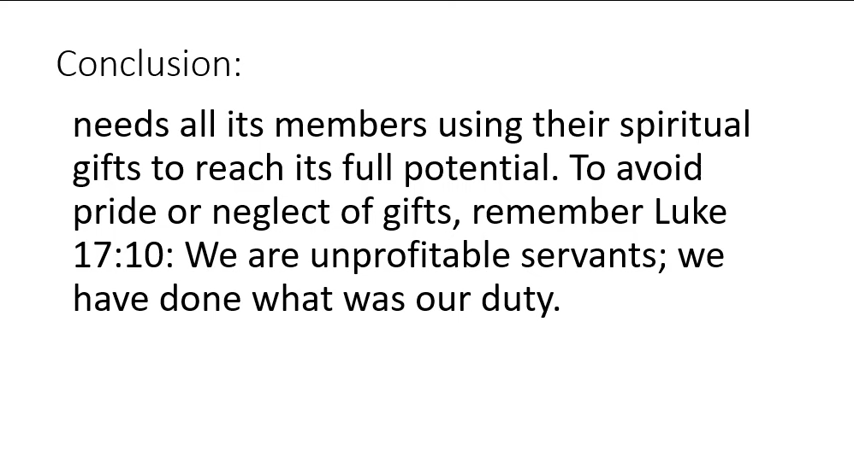 Conclusion:
needs all its members using their spiritual
gifts to reach its full potential. To avoid
pride or neglect of gifts, remember Luke
17:10: We are unprofitable servants; we
have done what was our duty.